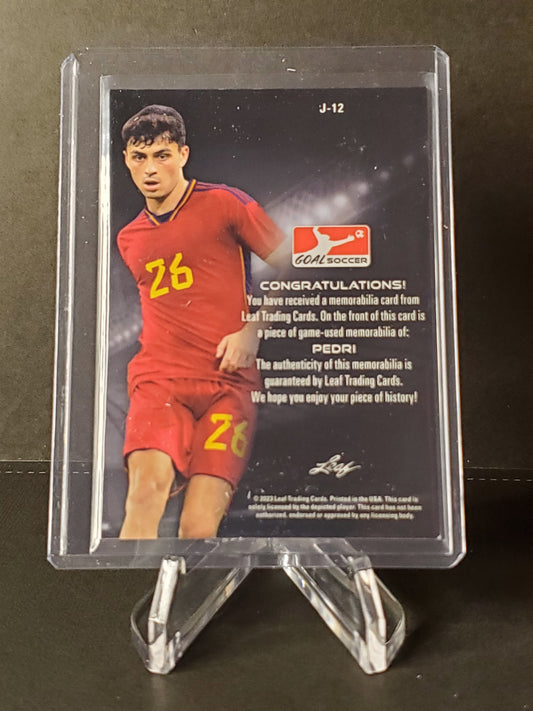 J-12
GOAL SOCCER
CONGRATULATIONS!
You have received a memorabilia card from
Leaf Trading Cards. On the front of this card is
a piece of game-used memorabilia of:
PEDRI
The authenticity of this memorabilia is
guaranteed by Leaf Trading Cards.
We hope you enjoy your piece of history!
26
26
Leaf
© 2023 Leaf Trading Cards. Printed in the USA. This card is
solely licensed by the depicted player. This card has not been
authorized, endorsed or approved by any licensing body.